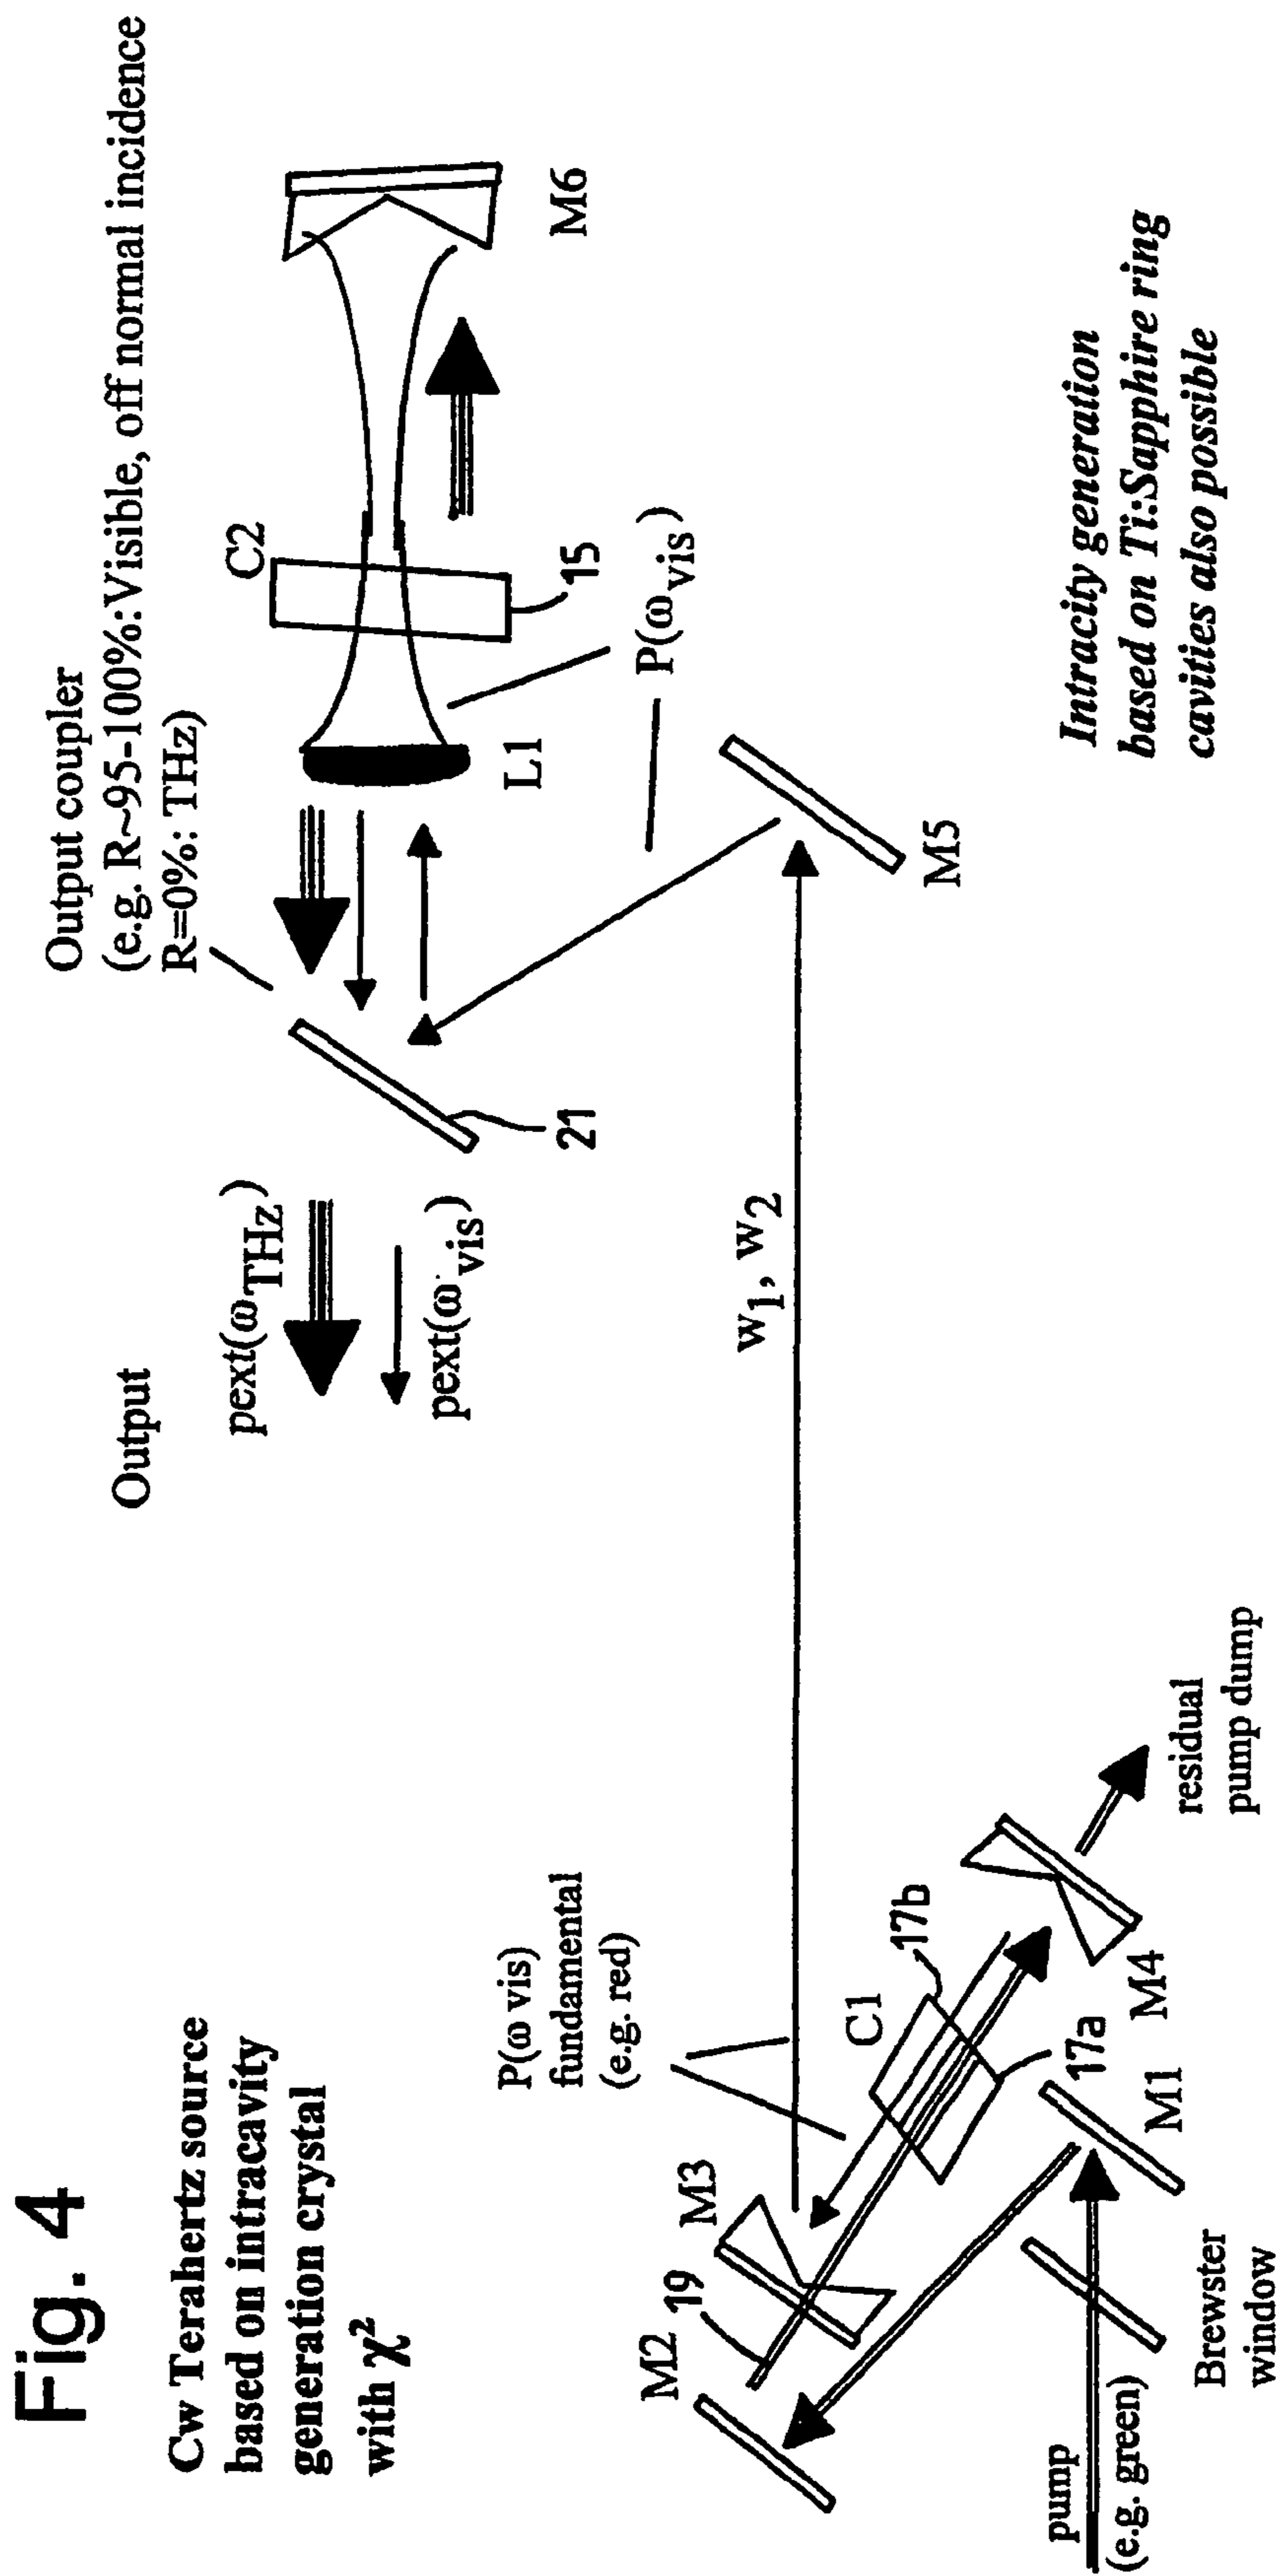 Fig. 4
Cw Terahertz source
based on intracavity
generation crystal
with χ²
Output
pext(ωTHz)
pext(ω vis)
Output coupler
(e.g. R~95-100%: Visible, off normal incidence
R=0%: THz)
21
L1
C2
15
M6
P(ωvis)
M5
w1, w2
P(ω vis)
fundamental
(e.g. red)
M2
19
M3
C1
17b
17a
M4
M1
residual
pump dump
pump
(e.g. green)
Brewster
window
Intracity generation
based on Ti:Sapphire ring
cavities also possible